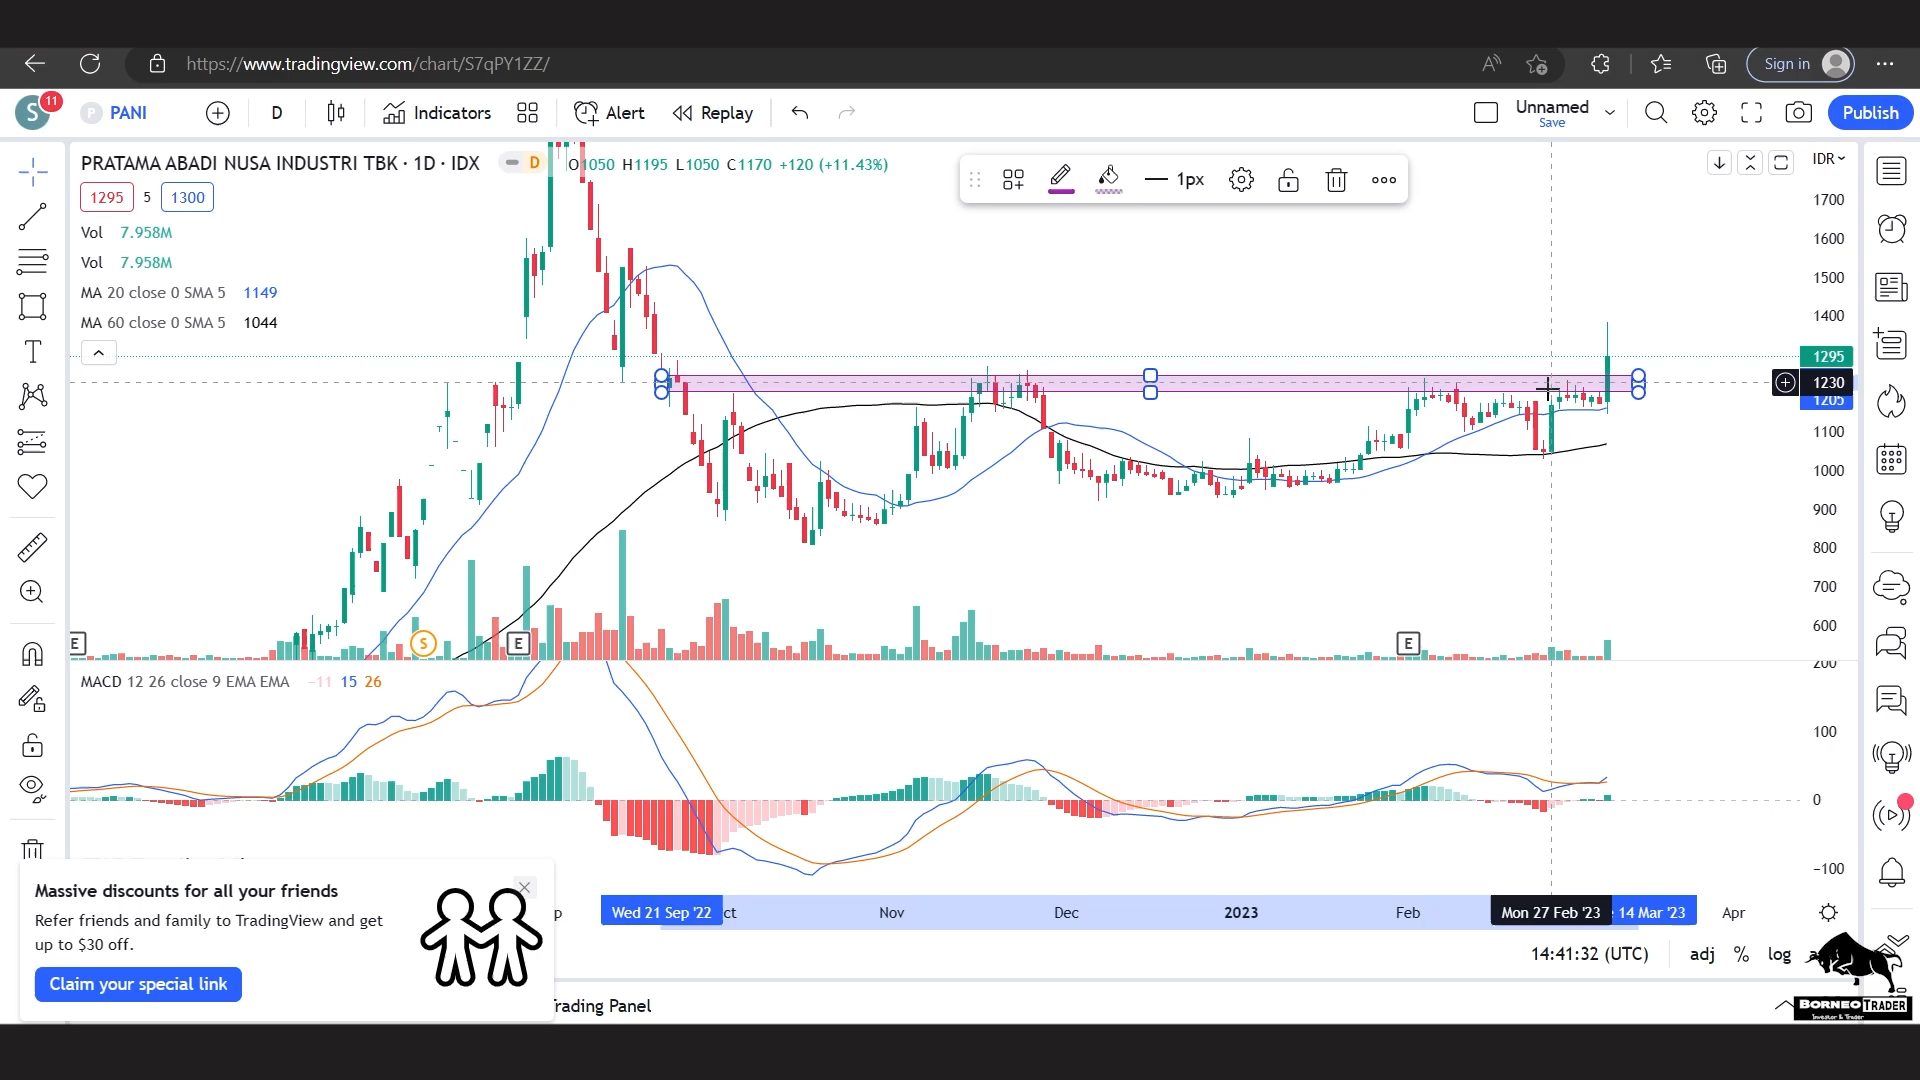 https://www.tradingview.com/chart/S7qPY1ZZ/
Sign in
S
11
P
PANI
D
Indicators
Alert
Replay
Unnamed
Save
Publish
PRATAMA ABADI NUSA INDUSTRI TBK · 1D · IDX
D
O1050 H1195 L1050 C1170 +120 (+11.43%)
1px
IDR
1295
5
1300
Vol 7.958M
Vol 7.958M
MA 20 close 0 SMA 5 1149
MA 60 close 0 SMA 5 1044
1700
1600
1500
1400
1295
1230
1205
1100
1000
900
800
700
600
E
S
E
E
MACD 12 26 close 9 EMA EMA −11 15 26
200
100
0
−100
Massive discounts for all your friends
Refer friends and family to TradingView and get
up to $30 off.
Claim your special link
p
Wed 21 Sep '22
ct
Nov
Dec
2023
Feb
Mon 27 Feb '23
14 Mar '23
Apr
14:41:32 (UTC)
adj
%
log
a
Trading Panel
BORNEO TRADER
Investor & Trader